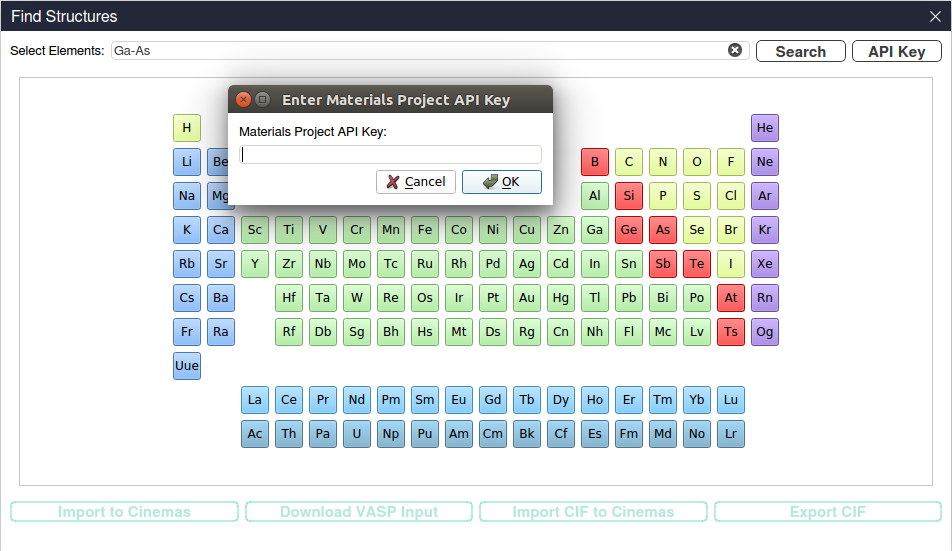 Find Structures
Select Elements: Ga-As Search API Key
Enter Materials Project API Key
Materials Project API Key:
Cancel OK
H He
Li Be B C N O F Ne
Na Mg Al Si P S Cl Ar
K Ca Sc Ti V Cr Mn Fe Co Ni Cu Zn Ga Ge As Se Br Kr
Rb Sr Y Zr Nb Mo Tc Ru Rh Pd Ag Cd In Sn Sb Te I Xe
Cs Ba Hf Ta W Re Os Ir Pt Au Hg Tl Pb Bi Po At Rn
Fr Ra Rf Db Sg Bh Hs Mt Ds Rg Cn Nh Fl Mc Lv Ts Og
Uue
La Ce Pr Nd Pm Sm Eu Gd Tb Dy Ho Er Tm Yb Lu
Ac Th Pa U Np Pu Am Cm Bk Cf Es Fm Md No Lr
Import to Cinemas Download VASP Input Import CIF to Cinemas Export CIF